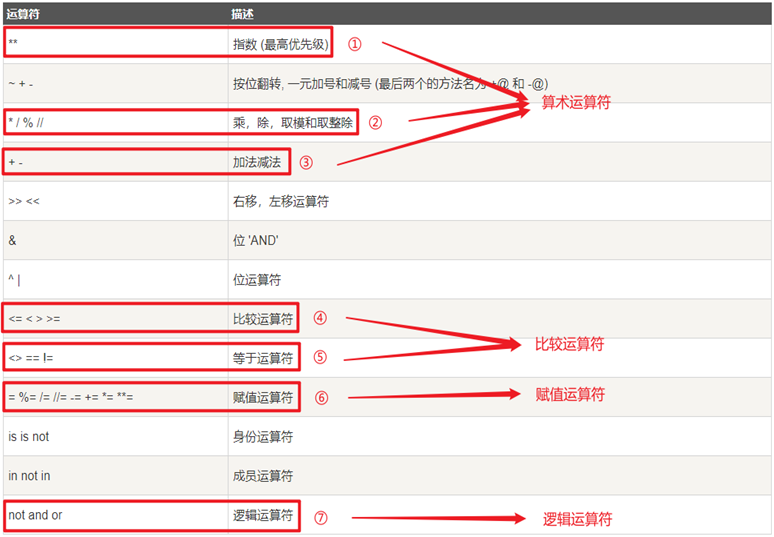 运算符 描述
** 指数 (最高优先级) ①
~ + - 按位翻转, 一元加号和减号 (最后两个的方法名为 +@ 和 -@)
算术运算符
* / % // 乘，除，取模和取整除 ②
+ - 加法减法 ③
>> << 右移，左移运算符
& 位 'AND'
^ | 位运算符
<= < > >= 比较运算符 ④
比较运算符
<> == != 等于运算符 ⑤
= %= /= //= -= += *= **= 赋值运算符 ⑥ 赋值运算符
is is not 身份运算符
in not in 成员运算符
not and or 逻辑运算符 ⑦ 逻辑运算符